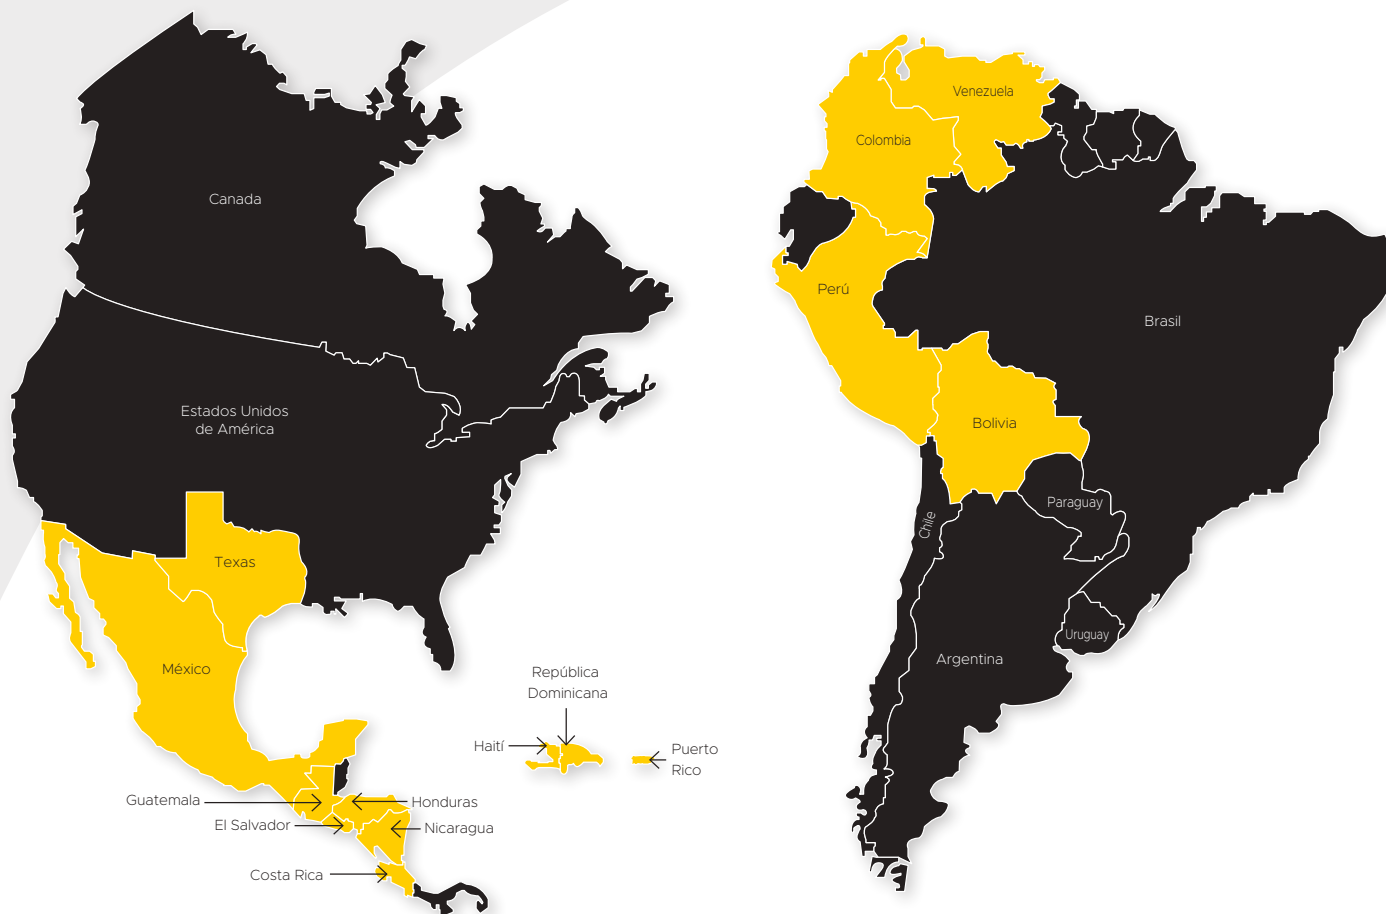 Canada
Estados Unidos
de América
Texas
México
República
Dominicana
Haití
Puerto
Rico
Guatemala
Honduras
El Salvador
Nicaragua
Costa Rica
Venezuela
Colombia
Perú
Brasil
Bolivia
Paraguay
Chile
Uruguay
Argentina